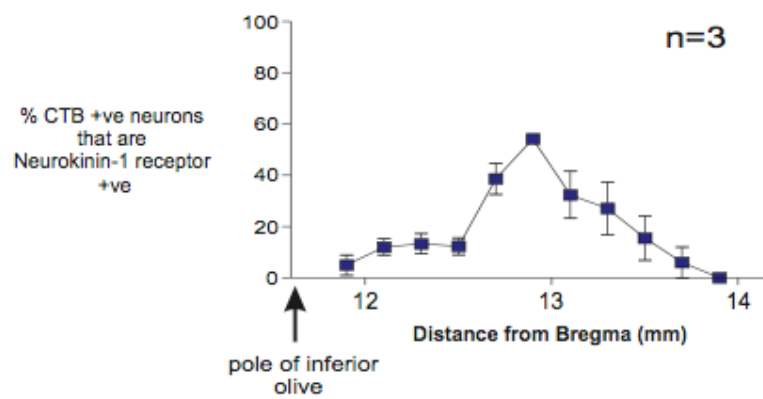 100
n=3
80
% CTB +ve neurons
that are
Neurokinin-1 receptor
+ve
60
40
20
0
12
13
14
Distance from Bregma (mm)
pole of inferior
olive